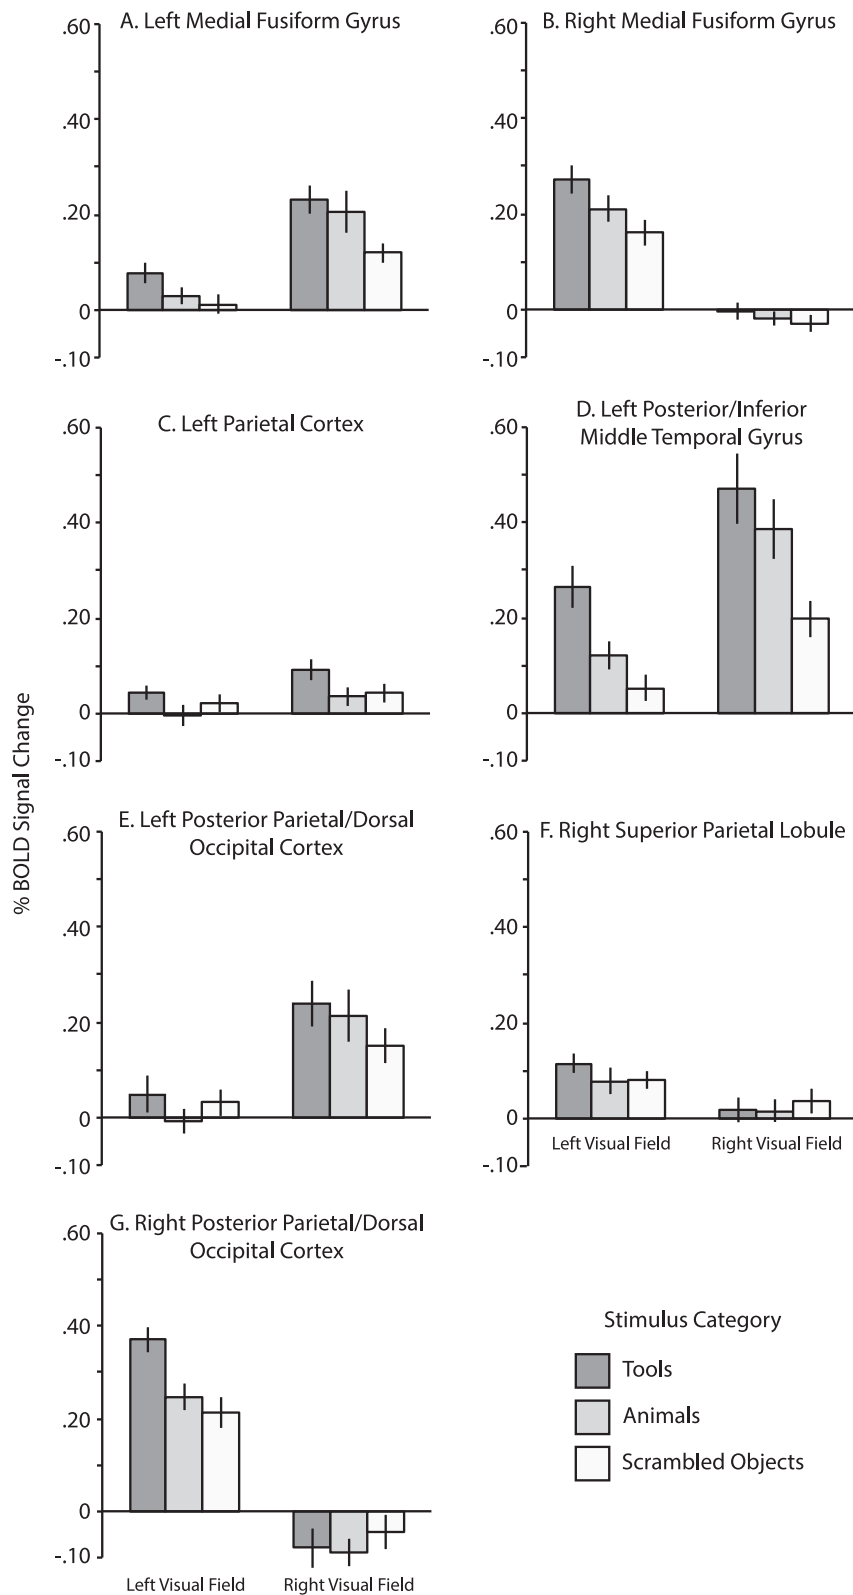 A. Left Medial Fusiform Gyrus
.60
.40
.20
0
-.10
B. Right Medial Fusiform Gyrus
.60
.40
.20
0
-.10
C. Left Parietal Cortex
.60
.40
.20
0
-.10
D. Left Posterior/Inferior
Middle Temporal Gyrus
.60
.40
.20
0
-.10
% BOLD Signal Change
E. Left Posterior Parietal/Dorsal
Occipital Cortex
.60
.40
.20
0
-.10
F. Right Superior Parietal Lobule
.60
.40
.20
0
-.10
Left Visual Field
Right Visual Field
G. Right Posterior Parietal/Dorsal
Occipital Cortex
.60
.40
.20
0
-.10
Left Visual Field
Right Visual Field
Stimulus Category
Tools
Animals
Scrambled Objects